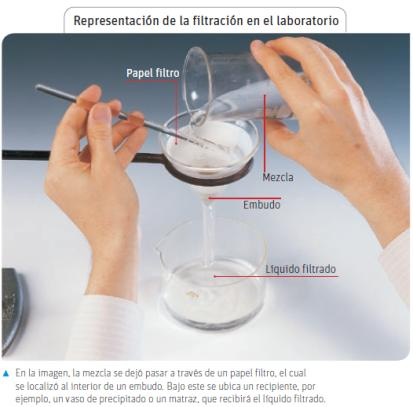 Representación de la filtración en el laboratorio
Papel filtro
Mezcla
Embudo
Líquido filtrado
▲ En la imagen, la mezcla se dejó pasar a través de un papel filtro, el cual
se localizó al interior de un embudo. Bajo este se ubica un recipiente, por
ejemplo, un vaso de precipitado o un matraz, que recibirá el líquido filtrado.